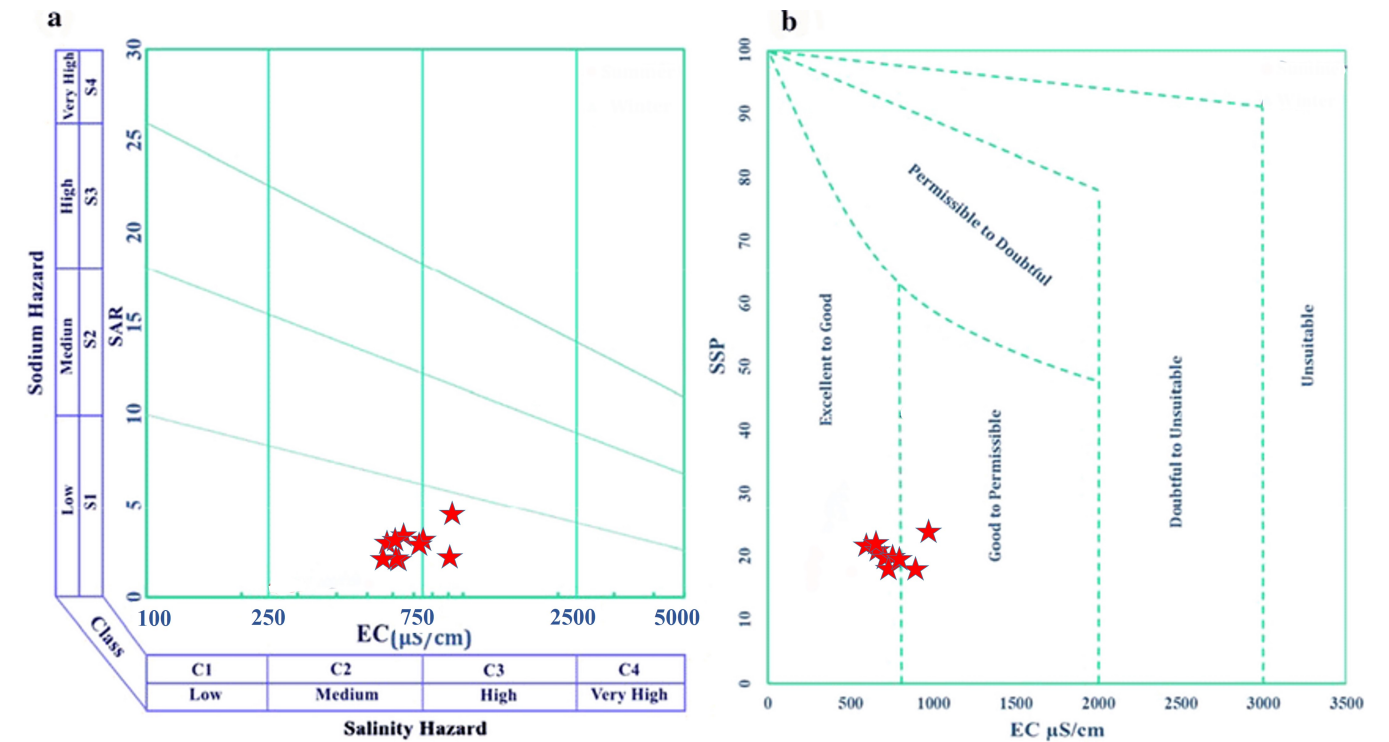 a
Sodium Hazard
Very High
High
Mediun
Low
S4
S3
S2
S1
SAR
30
25
20
15
10
5
0
100 250 750 2500 5000
EC(µS/cm)
Class
C1 C2 C3 C4
Low Medium High Very High
Salinity Hazard
b
SSP
100
90
80
70
60
50
40
30
20
10
0
Permissible to Doubtful
Excellent to Good
Good to Permissible
Doubtful to Unsuitable
Unsuitable
0 500 1000 1500 2000 2500 3000 3500
EC µS/cm